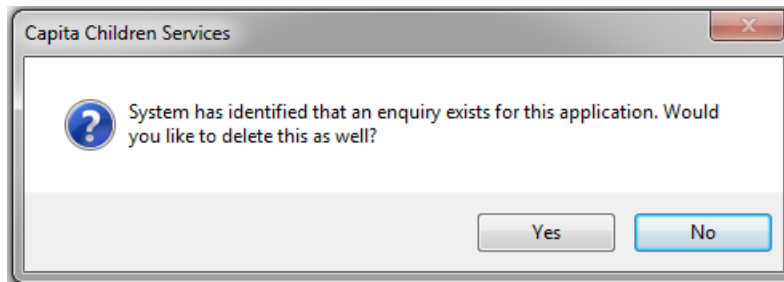 Capita Children Services
System has identified that an enquiry exists for this application. Would
you like to delete this as well?
Yes
No